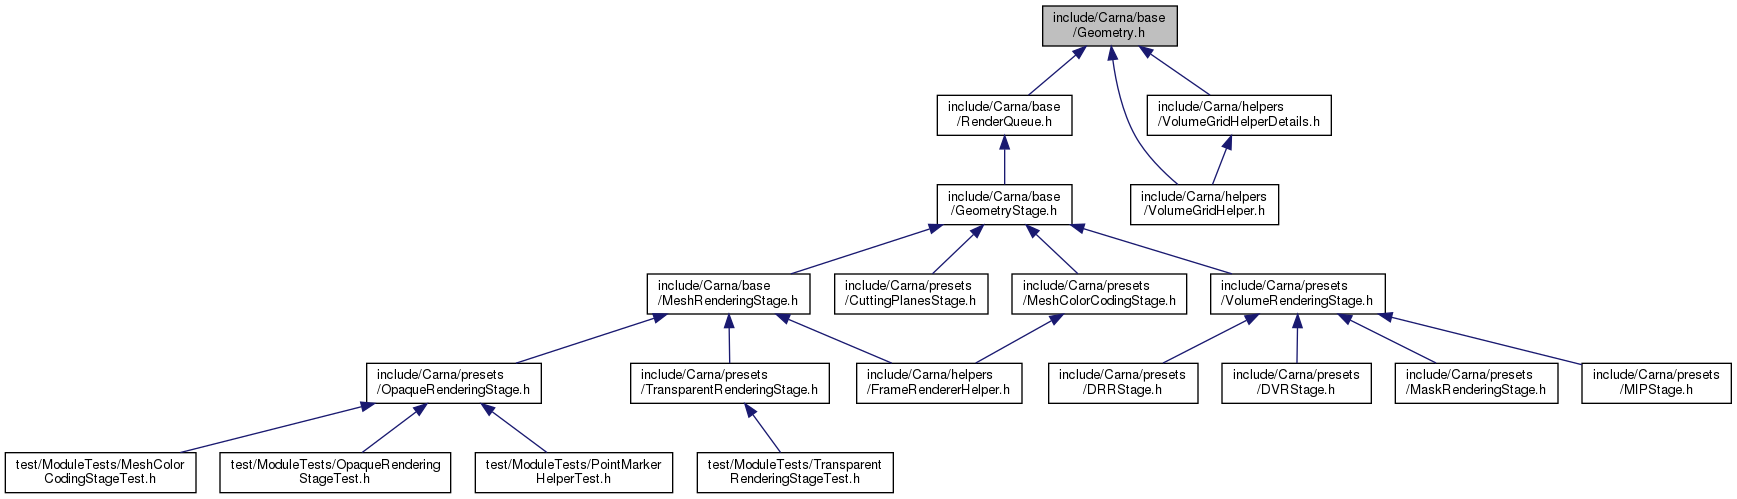 include/Carna/base
/Geometry.h
include/Carna/base
/RenderQueue.h
include/Carna/helpers
/VolumeGridHelperDetails.h
include/Carna/base
/GeometryStage.h
include/Carna/helpers
/VolumeGridHelper.h
include/Carna/base
/MeshRenderingStage.h
include/Carna/presets
/CuttingPlanesStage.h
include/Carna/presets
/MeshColorCodingStage.h
include/Carna/presets
/VolumeRenderingStage.h
include/Carna/presets
/OpaqueRenderingStage.h
include/Carna/presets
/TransparentRenderingStage.h
include/Carna/helpers
/FrameRendererHelper.h
include/Carna/presets
/DRRStage.h
include/Carna/presets
/DVRStage.h
include/Carna/presets
/MaskRenderingStage.h
include/Carna/presets
/MIPStage.h
test/ModuleTests/MeshColor
CodingStageTest.h
test/ModuleTests/OpaqueRendering
StageTest.h
test/ModuleTests/PointMarker
HelperTest.h
test/ModuleTests/Transparent
RenderingStageTest.h